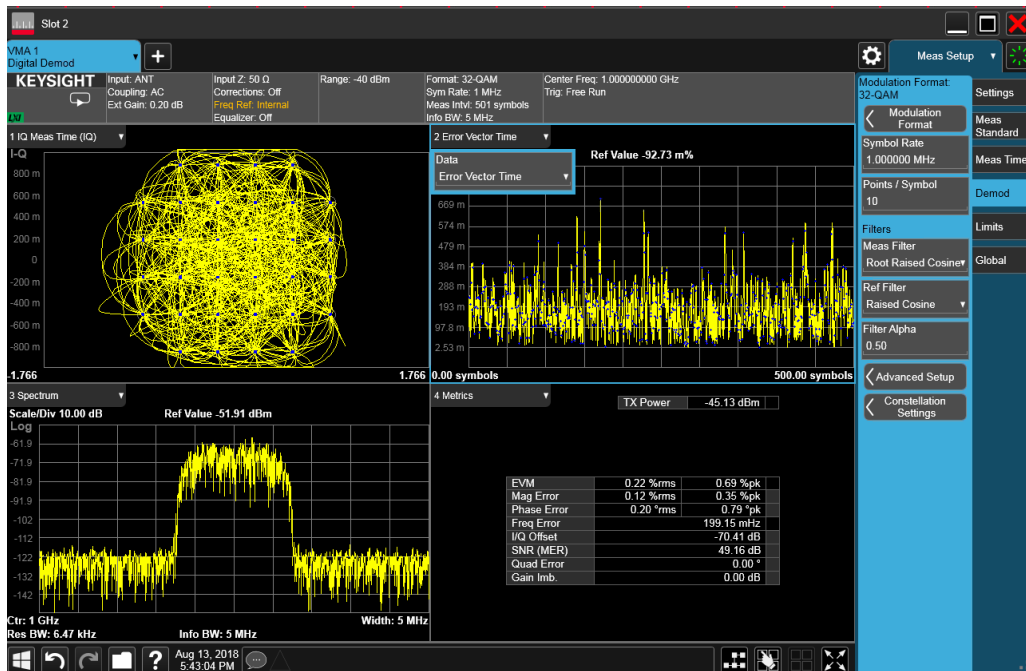 Slot 2
VMA 1
Digital Demod
+
Meas Setup
KEYSIGHT
LXI
Input: ANT
Coupling: AC
Ext Gain: 0.20 dB
Input Z: 50 Ω
Corrections: Off
Freq Ref: Internal
Equalizer: Off
Range: -40 dBm
Format: 32-QAM
Sym Rate: 1 MHz
Meas Intvl: 501 symbols
Info BW: 5 MHz
Center Freq: 1.000000000 GHz
Trig: Free Run
1 IQ Meas Time (IQ)
I-Q
800 m
600 m
400 m
200 m
0
-200 m
-400 m
-600 m
-800 m
-1.766
1.766
2 Error Vector Time
Data
Error Vector Time
Ref Value -92.73 m%
669 m
574 m
479 m
384 m
288 m
193 m
97.8 m
2.53 m
0.00 symbols
500.00 symbols
3 Spectrum
Scale/Div 10.00 dB
Ref Value -51.91 dBm
Log
-61.9
-71.9
-81.9
-91.9
-102
-112
-122
-132
-142
Ctr: 1 GHz
Width: 5 MHz
Res BW: 6.47 kHz
Info BW: 5 MHz
4 Metrics
TX Power -45.13 dBm
EVM 0.22 %rms 0.69 %pk
Mag Error 0.12 %rms 0.35 %pk
Phase Error 0.20 °rms 0.79 °pk
Freq Error 199.15 mHz
I/Q Offset -70.41 dB
SNR (MER) 49.16 dB
Quad Error 0.00 °
Gain Imb. 0.00 dB
Modulation Format:
32-QAM
Modulation
Format
Symbol Rate
1.000000 MHz
Points / Symbol
10
Filters
Meas Filter
Root Raised Cosine
Ref Filter
Raised Cosine
Filter Alpha
0.50
Advanced Setup
Constellation
Settings
Settings
Meas
Standard
Meas Time
Demod
Limits
Global
?
Aug 13, 2018
5:43:04 PM